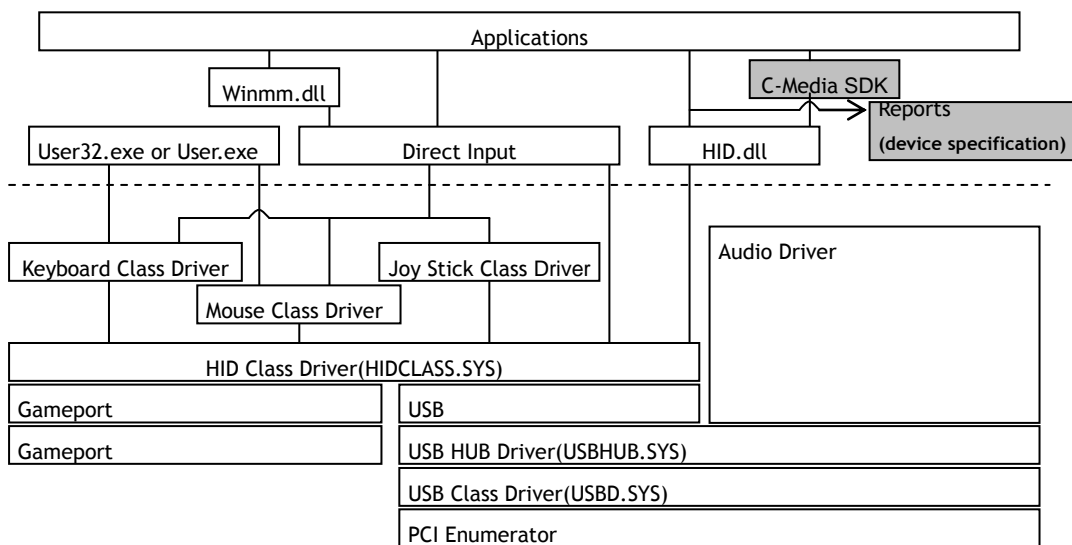 Applications
Winmm.dll
C-Media SDK
Reports
(device specification)
User32.exe or User.exe
Direct Input
HID.dll
Keyboard Class Driver
Joy Stick Class Driver
Audio Driver
Mouse Class Driver
HID Class Driver(HIDCLASS.SYS)
Gameport
USB
Gameport
USB HUB Driver(USBHUB.SYS)
USB Class Driver(USBD.SYS)
PCI Enumerator